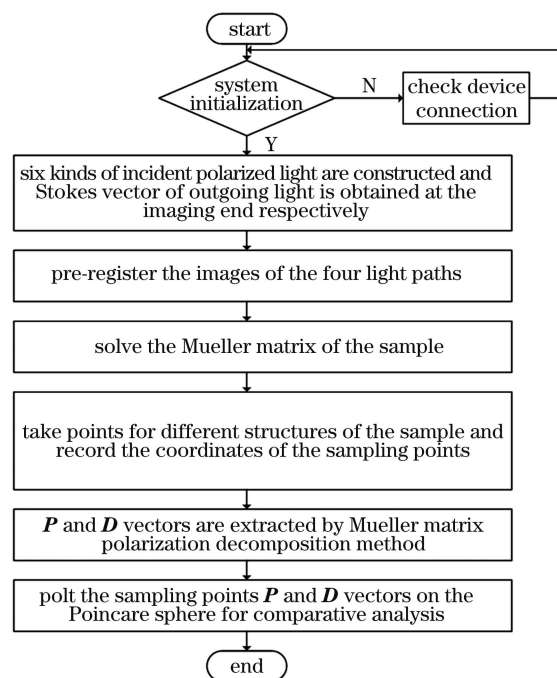 start
system
initialization
N
check device
connection
Y
six kinds of incident polarized light are constructed and
Stokes vector of outgoing light is obtained at the
imaging end respectively
pre-register the images of the four light paths
solve the Mueller matrix of the sample
take points for different structures of the sample and
record the coordinates of the sampling points
P and D vectors are extracted by Mueller matrix
polarization decomposition method
polt the sampling points P and D vectors on the
Poincare sphere for comparative analysis
end